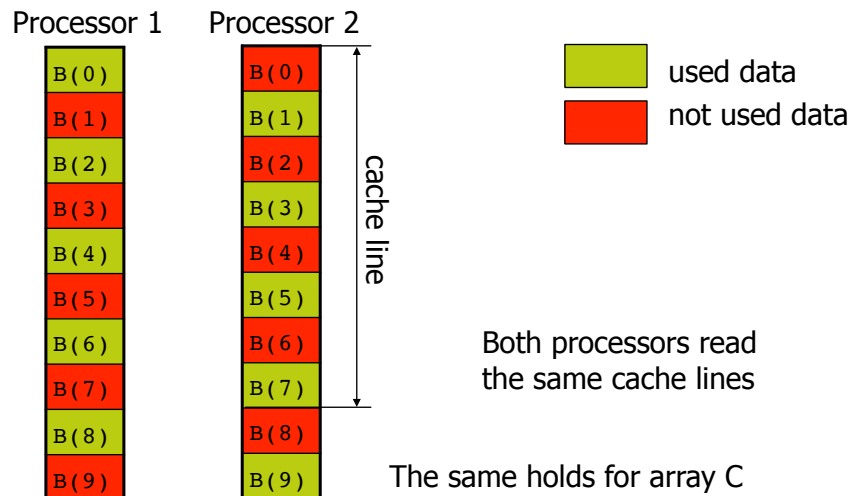 Processor 1
Processor 2
B(0)
B(1)
B(2)
B(3)
B(4)
B(5)
B(6)
B(7)
B(8)
B(9)
B(0)
B(1)
B(2)
B(3)
B(4)
B(5)
B(6)
B(7)
B(8)
B(9)
cache line
used data
not used data
Both processors read
the same cache lines
The same holds for array C